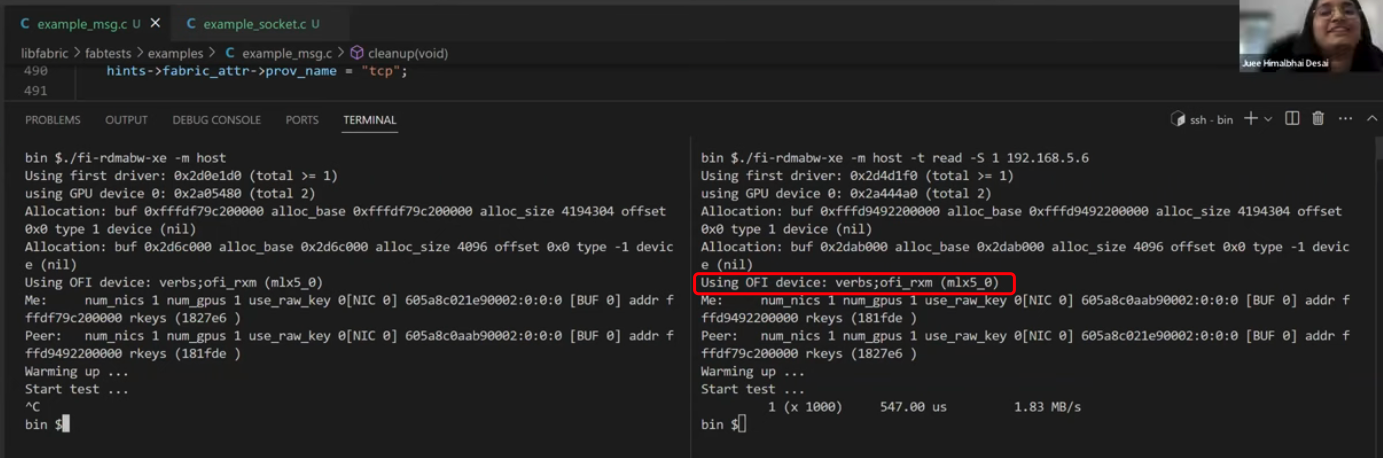 example_msg.c U
example_socket.c U
Juee Himalbhai Desai
libfabric > fabtests > examples > C example_msg.c > cleanup(void)
490 hints->fabric_attr->prov_name = "tcp";
491
PROBLEMS OUTPUT DEBUG CONSOLE PORTS TERMINAL
ssh - bin
bin $./fi-rdmabw-xe -m host
Using first driver: 0x2d0e1d0 (total >= 1)
using GPU device 0: 0x2a05480 (total 2)
Allocation: buf 0xfffdf79c200000 alloc_base 0xfffdf79c200000 alloc_size 4194304 offset
0x0 type 1 device (nil)
Allocation: buf 0x2d6c000 alloc_base 0x2d6c000 alloc_size 4096 offset 0x0 type -1 devic
e (nil)
Using OFI device: verbs;ofi_rxm (mlx5_0)
Me: num_nics 1 num_gpus 1 use_raw_key 0[NIC 0] 605a8c021e90002:0:0:0 [BUF 0] addr f
ffdf79c200000 rkeys (1827e6 )
Peer: num_nics 1 num_gpus 1 use_raw_key 0[NIC 0] 605a8c0aab90002:0:0:0 [BUF 0] addr f
ffd9492200000 rkeys (181fde )
Warming up ...
Start test ...
^C
bin $
bin $./fi-rdmabw-xe -m host -t read -S 1 192.168.5.6
Using first driver: 0x2d4d1f0 (total >= 1)
using GPU device 0: 0x2a444a0 (total 2)
Allocation: buf 0xfffd9492200000 alloc_base 0xfffd9492200000 alloc_size 4194304 offset
0x0 type 1 device (nil)
Allocation: buf 0x2dab000 alloc_base 0x2dab000 alloc_size 4096 offset 0x0 type -1 devic
e (nil)
Using OFI device: verbs;ofi_rxm (mlx5_0)
Me: num_nics 1 num_gpus 1 use_raw_key 0[NIC 0] 605a8c0aab90002:0:0:0 [BUF 0] addr f
ffd9492200000 rkeys (181fde )
Peer: num_nics 1 num_gpus 1 use_raw_key 0[NIC 0] 605a8c021e90002:0:0:0 [BUF 0] addr f
ffdf79c200000 rkeys (1827e6 )
Warming up ...
Start test ...
1 (x 1000) 547.00 us 1.83 MB/s
bin $